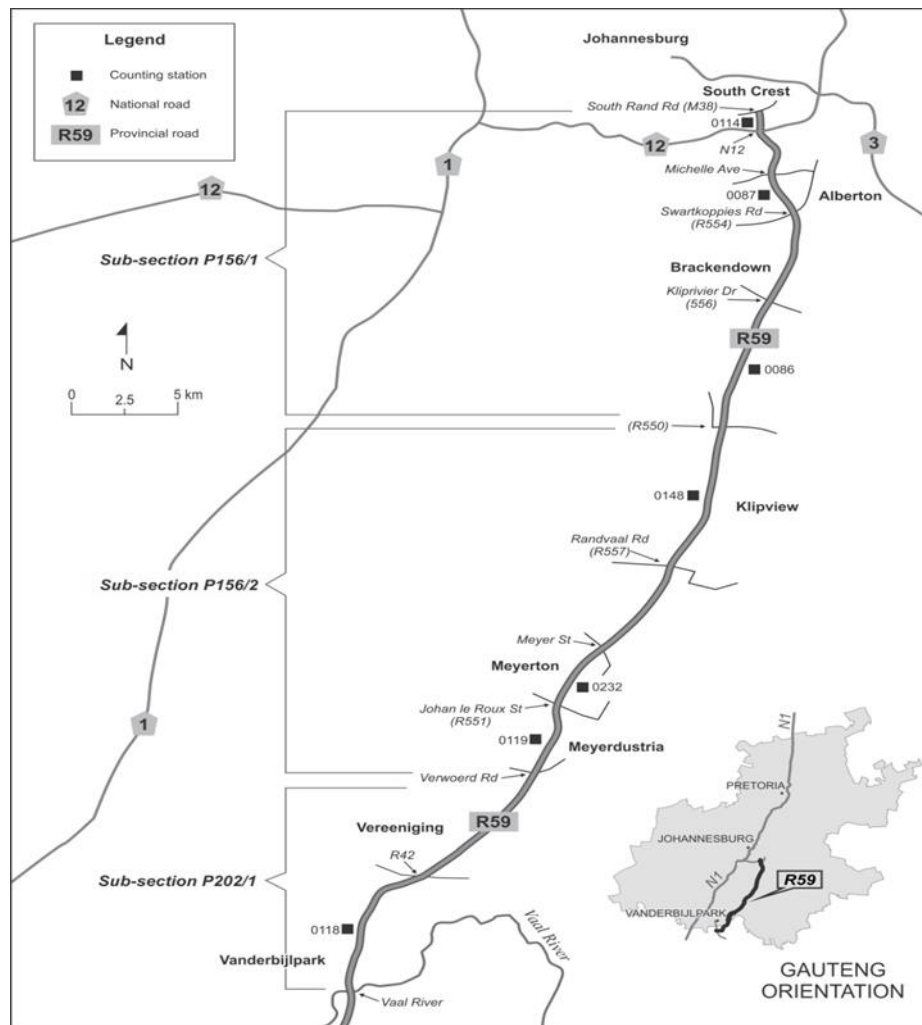 Legend
Counting station
12
National road
R59
Provincial road
Johannesburg
South Crest
South Rand Rd (M38)
0114
N12
12
3
1
Michelle Ave
12
0087
Alberton
Swartkoppies Rd
(R554)
Sub-section P156/1
Brackendown
Kliprivier Dr
(556)
N
R59
0
2.5
5 km
0086
(R550)
0148
Klipview
Randvaal Rd
(R557)
Sub-section P156/2
Meyer St
Meyerton
0232
Johan le Roux St
(R551)
1
0119
Meyerdustria
Verwoerd Rd
R59
Vereeniging
R42
Sub-section P202/1
0118
Vanderbijlpark
Vaal River
Vaal River
N1
PRETORIA
JOHANNESBURG
N1
R59
VANDERBIJLPARK
GAUTENG
ORIENTATION